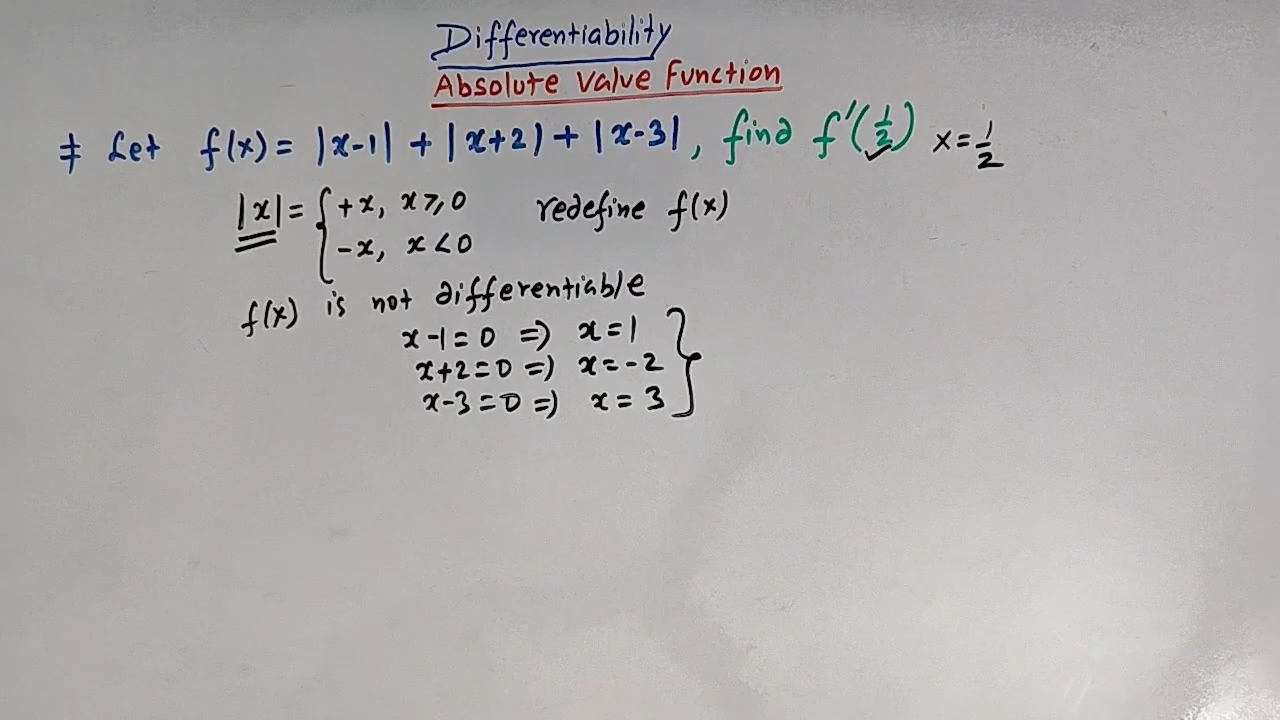 Differentiability
Absolute Value Function
≠ Let f(x) = |x-1| + |x+2| + |x-3|, find f'(1/2) x = 1/2
|x| = { +x, x ≥ 0 redefine f(x)
-x, x < 0
f(x) is not differentiable
x-1=0 => x=1 }
x+2=0 => x=-2
x-3=0 => x=3